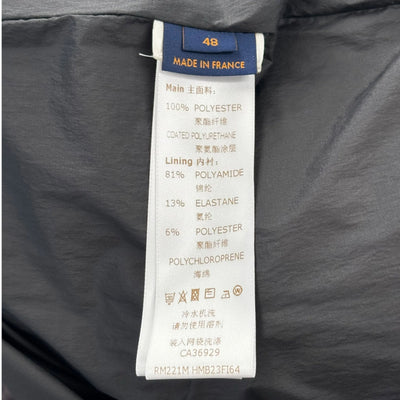 48
MADE IN FRANCE
Main 主面料:
100% POLYESTER
聚酯纤维
COATED POLYURETHANE
聚氨酯涂层
Lining 内衬:
81% POLYAMIDE
锦纶
13% ELASTANE
氨纶
6% POLYESTER
聚酯纤维
POLYCHLOROPRENE
海绵
冷水机洗
请勿使用溶剂
装入网袋洗涤
CA36929
RM221M HMB23FI64